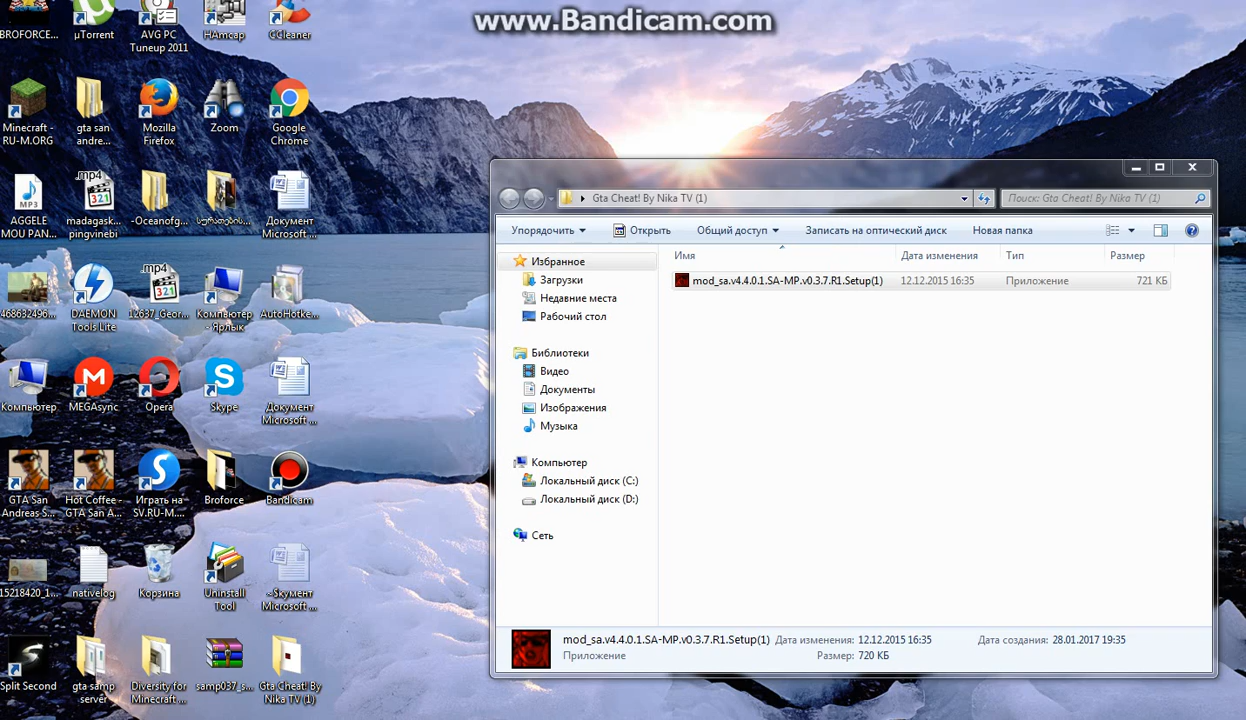 www.Bandicam.com
BROFORCE...
µTorrent
AVG PC
Tuneup 2011
HAmcap
CCleaner
Minecraft -
RU-M.ORG
gta san
andre...
Mozilla
Firefox
Zoom
Google
Chrome
MP3
AGGELE
MOU PAN...
.mp4
321
madagask...
pingvinebi
-Oceanofg...
სურათების...
Документ
Microsoft ...
468632496...
DAEMON
Tools Lite
.mp4
321
12637_Geor...
Компьютер
- Ярлык
AutoHotke...
Компьютер
MEGAsync
Opera
Skype
Документ
Microsoft ...
GTA San
Andreas-S...
Hot Coffee -
GTA San A...
Играть на
SV.RU-M....
Broforce
Bandicam
15218420_1...
nativelog
Корзина
Uninstall
Tool
~$кумент
Microsoft ...
Split Second
gta samp
server
Diversity for
Minecraft ...
samp037_s...
Gta Cheat! By
Nika TV (1)
Gta Cheat! By Nika TV (1)
Поиск: Gta Cheat! By Nika TV (1)
Упорядочить
Открыть
Общий доступ
Записать на оптический диск
Новая папка
Имя
Дата изменения
Тип
Размер
mod_sa.v4.4.0.1.SA-MP.v0.3.7.R1.Setup(1)
12.12.2015 16:35
Приложение
721 КБ
Избранное
Загрузки
Недавние места
Рабочий стол
Библиотеки
Видео
Документы
Изображения
Музыка
Компьютер
Локальный диск (C:)
Локальный диск (D:)
Сеть
mod_sa.v4.4.0.1.SA-MP.v0.3.7.R1.Setup(1) Дата изменения: 12.12.2015 16:35 Дата создания: 28.01.2017 19:35
Приложение Размер: 720 КБ